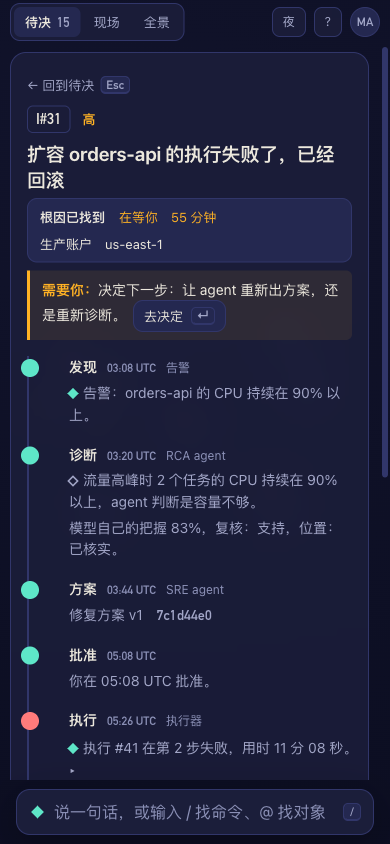 待决 15 现场 全景 夜 ? MA
← 回到待决 Esc
I#31 高
扩容 orders-api 的执行失败了，已经
回滚
根因已找到 在等你 55 分钟
生产账户 us-east-1
需要你：决定下一步：让 agent 重新出方案，还
是重新诊断。 去决定 ↵
发现 03:08 UTC 告警
◆ 告警：orders-api 的 CPU 持续在 90% 以
上。
诊断 03:20 UTC RCA agent
◇ 流量高峰时 2 个任务的 CPU 持续在 90%
以上，agent 判断是容量不够。
模型自己的把握 83%，复核：支持，位置：
已核实。
方案 03:44 UTC SRE agent
修复方案 v1 7c1d44e0
批准 05:08 UTC
你在 05:08 UTC 批准。
执行 05:26 UTC 执行器
◆ 执行 #41 在第 2 步失败，用时 11 分 08 秒。
▸
◆ 说一句话，或输入 / 找命令、@ 找对象 /